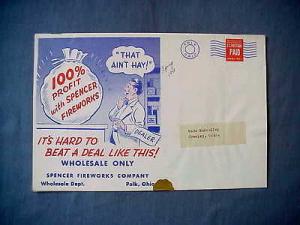 "THAT
AIN'T HAY!"
100%
PROFIT
with SPENCER
FIREWORKS
PAID
DEALER
IT'S HARD TO
BEAT A DEAL LIKE THIS!
WHOLESALE ONLY
SPENCER FIREWORKS COMPANY
Wholesale Dept. Polk, Ohio